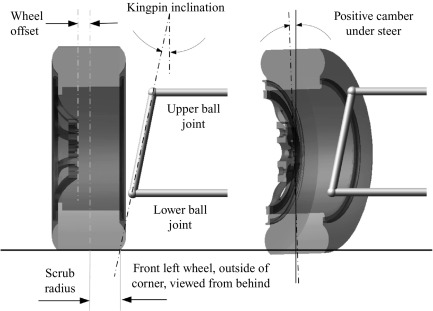 Wheel
offset
Kingpin inclination
Positive camber
under steer
Upper ball
joint
Lower ball
joint
Scrub
radius
Front left wheel, outside of
corner, viewed from behind